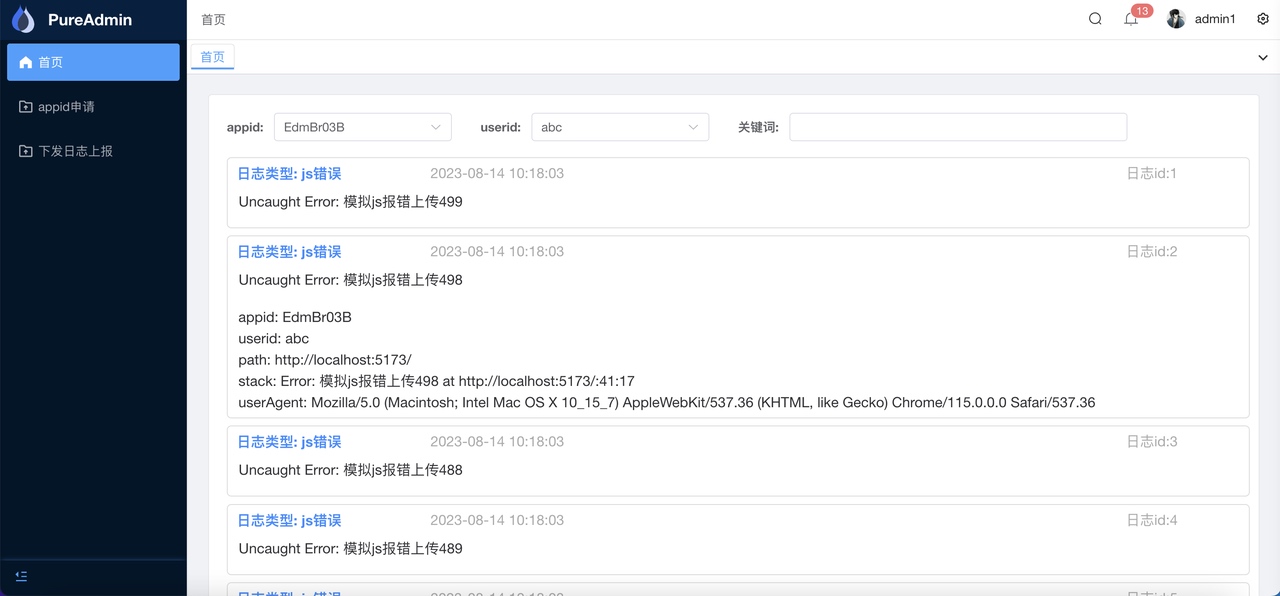 PureAdmin
首页
13
admin1
首页
首页
appid申请
下发日志上报
appid: EdmBr03B userid: abc 关键词:
日志类型: js错误 2023-08-14 10:18:03 日志id:1
Uncaught Error: 模拟js报错上传499
日志类型: js错误 2023-08-14 10:18:03 日志id:2
Uncaught Error: 模拟js报错上传498
appid: EdmBr03B
userid: abc
path: http://localhost:5173/
stack: Error: 模拟js报错上传498 at http://localhost:5173/:41:17
userAgent: Mozilla/5.0 (Macintosh; Intel Mac OS X 10_15_7) AppleWebKit/537.36 (KHTML, like Gecko) Chrome/115.0.0.0 Safari/537.36
日志类型: js错误 2023-08-14 10:18:03 日志id:3
Uncaught Error: 模拟js报错上传488
日志类型: js错误 2023-08-14 10:18:03 日志id:4
Uncaught Error: 模拟js报错上传489